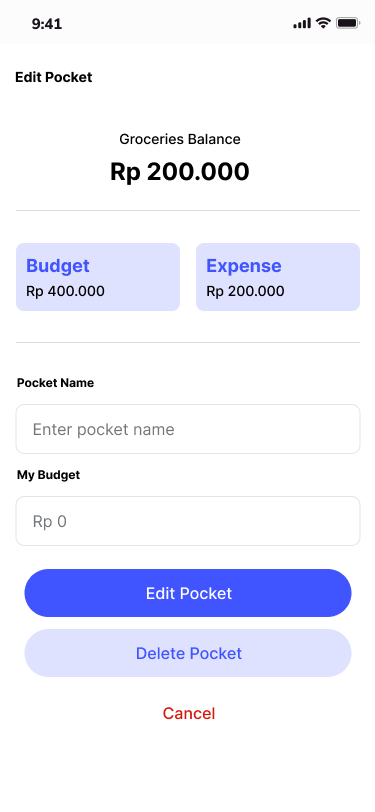 9:41
Edit Pocket
Groceries Balance
Rp 200.000
Budget
Rp 400.000
Expense
Rp 200.000
Pocket Name
Enter pocket name
My Budget
Rp 0
Edit Pocket
Delete Pocket
Cancel